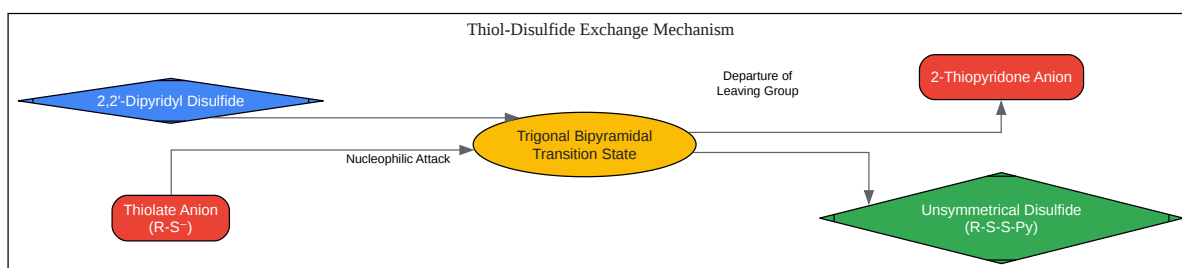 Thiol-Disulfide Exchange Mechanism
2,2'-Dipyridyl Disulfide
Departure of
Leaving Group
2-Thiopyridone Anion
Trigonal Bipyramidal
Transition State
Nucleophilic Attack
Thiolate Anion
(R-S⁻)
Unsymmetrical Disulfide
(R-S-S-Py)